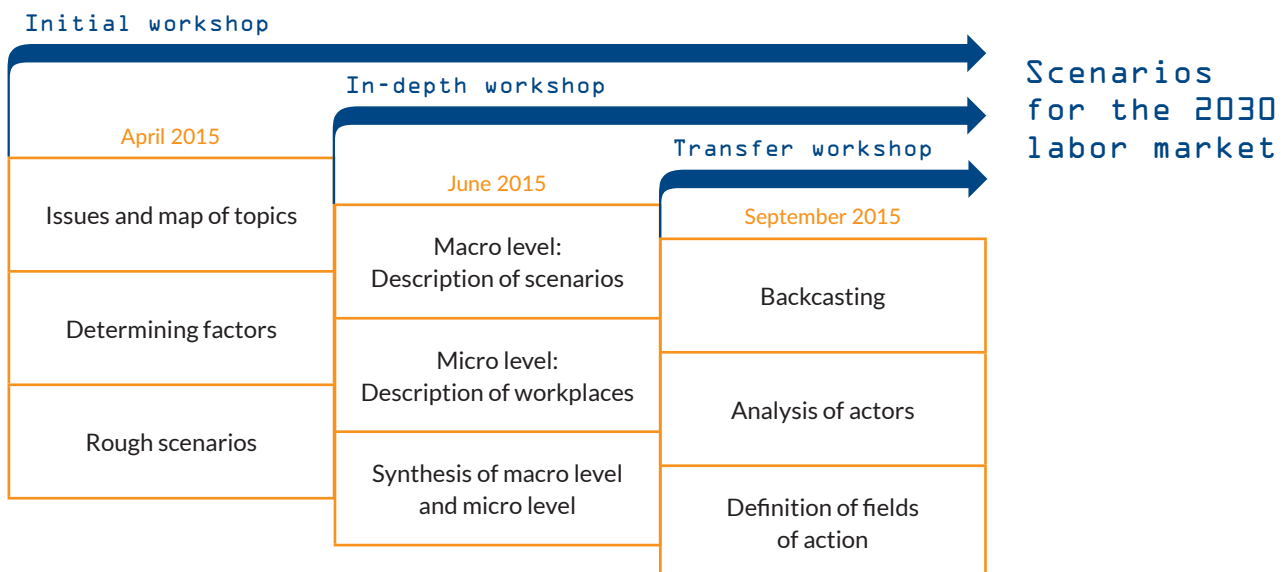 Initial workshop
In-depth workshop
Transfer workshop
Scenarios
for the 2030
labor market
April 2015
Issues and map of topics
Determining factors
Rough scenarios
June 2015
Macro level:
Description of scenarios
Micro level:
Description of workplaces
Synthesis of macro level
and micro level
September 2015
Backcasting
Analysis of actors
Definition of fields
of action